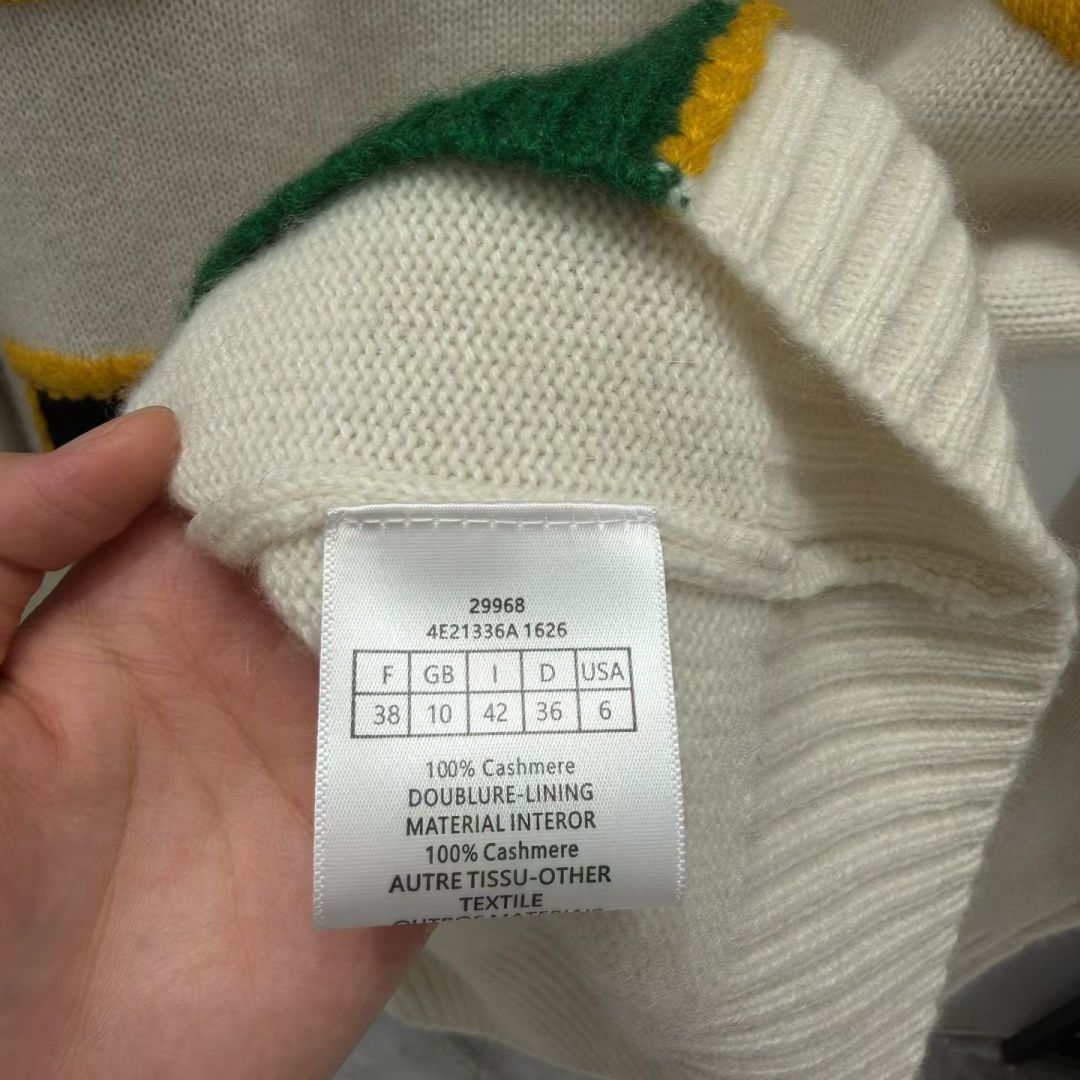 29968
4E21336A 1626
F GB I D USA
38 10 42 36 6
100% Cashmere
DOUBLURE-LINING
MATERIAL INTEROR
100% Cashmere
AUTRE TISSU-OTHER
TEXTILE